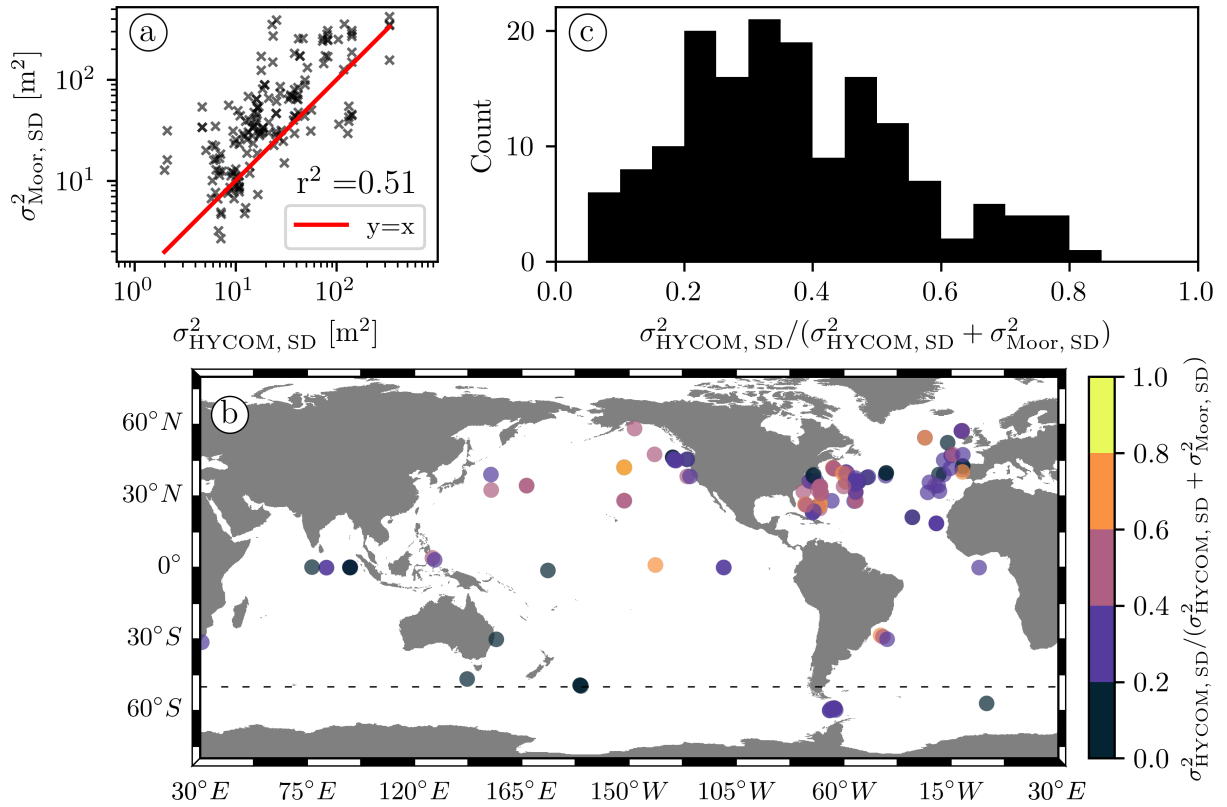 a
σ²Moor, SD [m²]
10²
10¹
r² =0.51
y=x
10⁰ 10¹ 10²
σ²HYCOM, SD [m²]
c
Count
20
10
0
0.0 0.2 0.4 0.6 0.8 1.0
σ²HYCOM, SD/(σ²HYCOM, SD + σ²Moor, SD)
b
60°N
30°N
0°
30°S
60°S
30°E 75°E 120°E 165°E 150°W 105°W 60°W 15°W 30°E
1.0
0.8
0.6
0.4
0.2
0.0
σ²HYCOM, SD/(σ²HYCOM, SD + σ²Moor, SD)